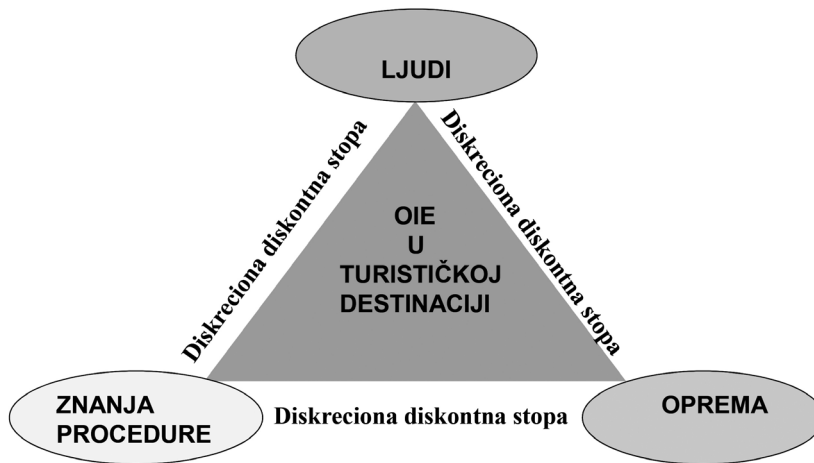 LJUDI
Diskreciona diskontna stopa
Diskreciona diskontna stopa
OIE
U
TURISTIČKOJ
DESTINACIJI
ZNANJA
PROCEDURE
Diskreciona diskontna stopa
OPREMA